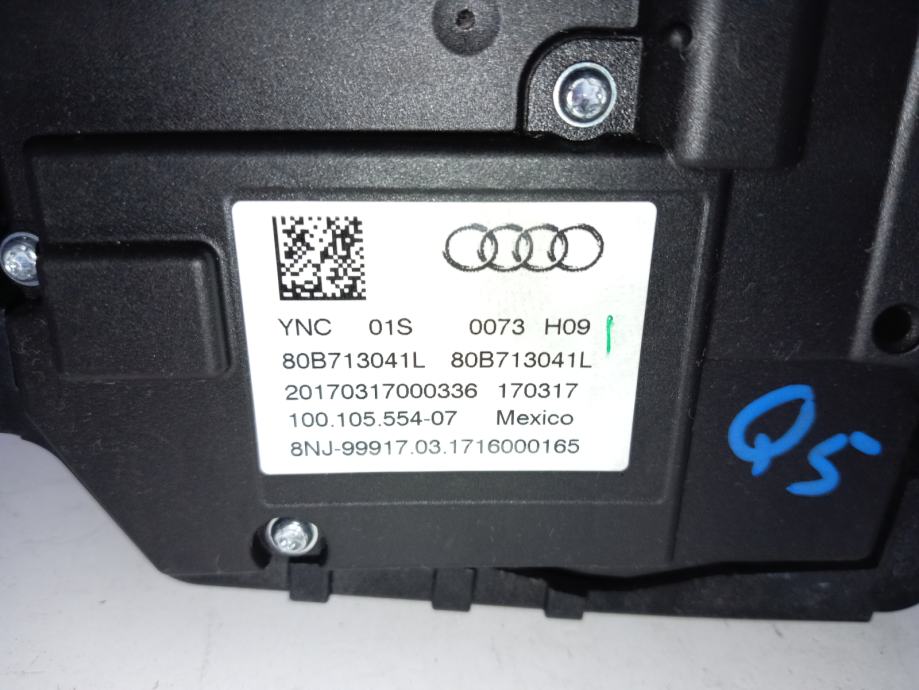 YNC 01S 0073 H09
80B713041L 80B713041L
20170317000336 170317
100.105.554-07 Mexico
8NJ-99917.03.1716000165
Q5